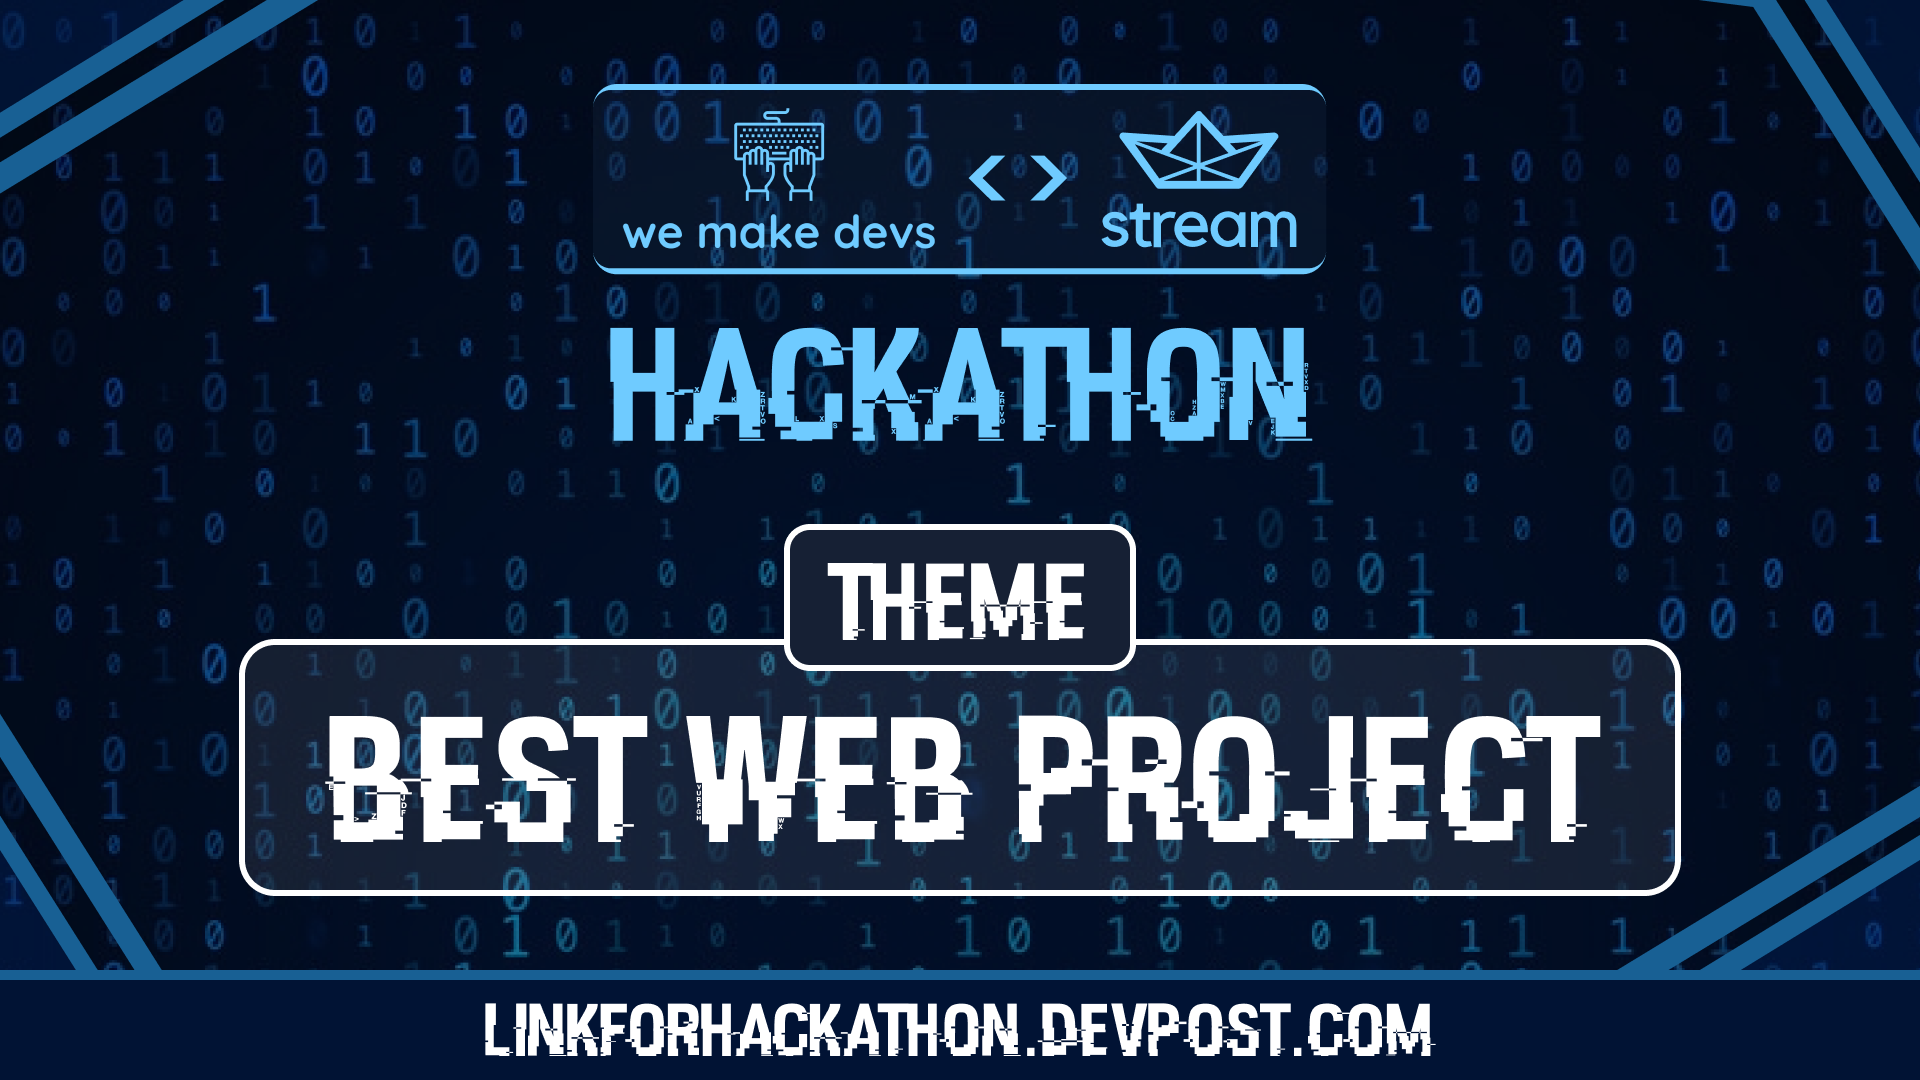 we make devs <> stream
HACKATHON
THEME
BEST WEB PROJECT
LINKFORHACKATHON.DEVPOST.COM